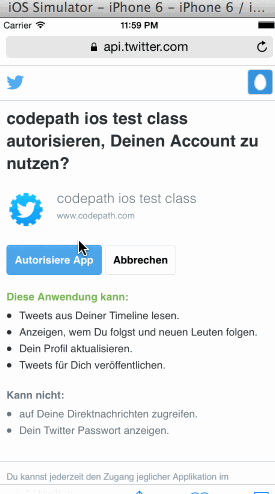 iOS Simulator – iPhone 6 – iPhone 6 / i...
Carrier 11:59 PM
api.twitter.com
codepath ios test class
autorisieren, Deinen Account zu
nutzen?
codepath ios test class
www.codepath.com
Autorisiere App Abbrechen
Diese Anwendung kann:
• Tweets aus Deiner Timeline lesen.
• Anzeigen, wem Du folgst und neuen Leuten folgen.
• Dein Profil aktualisieren.
• Tweets für Dich veröffentlichen.
Kann nicht:
• auf Deine Direktnachrichten zugreifen.
• Dein Twitter Passwort anzeigen.
Du kannst jederzeit den Zugang jeglicher Applikation im